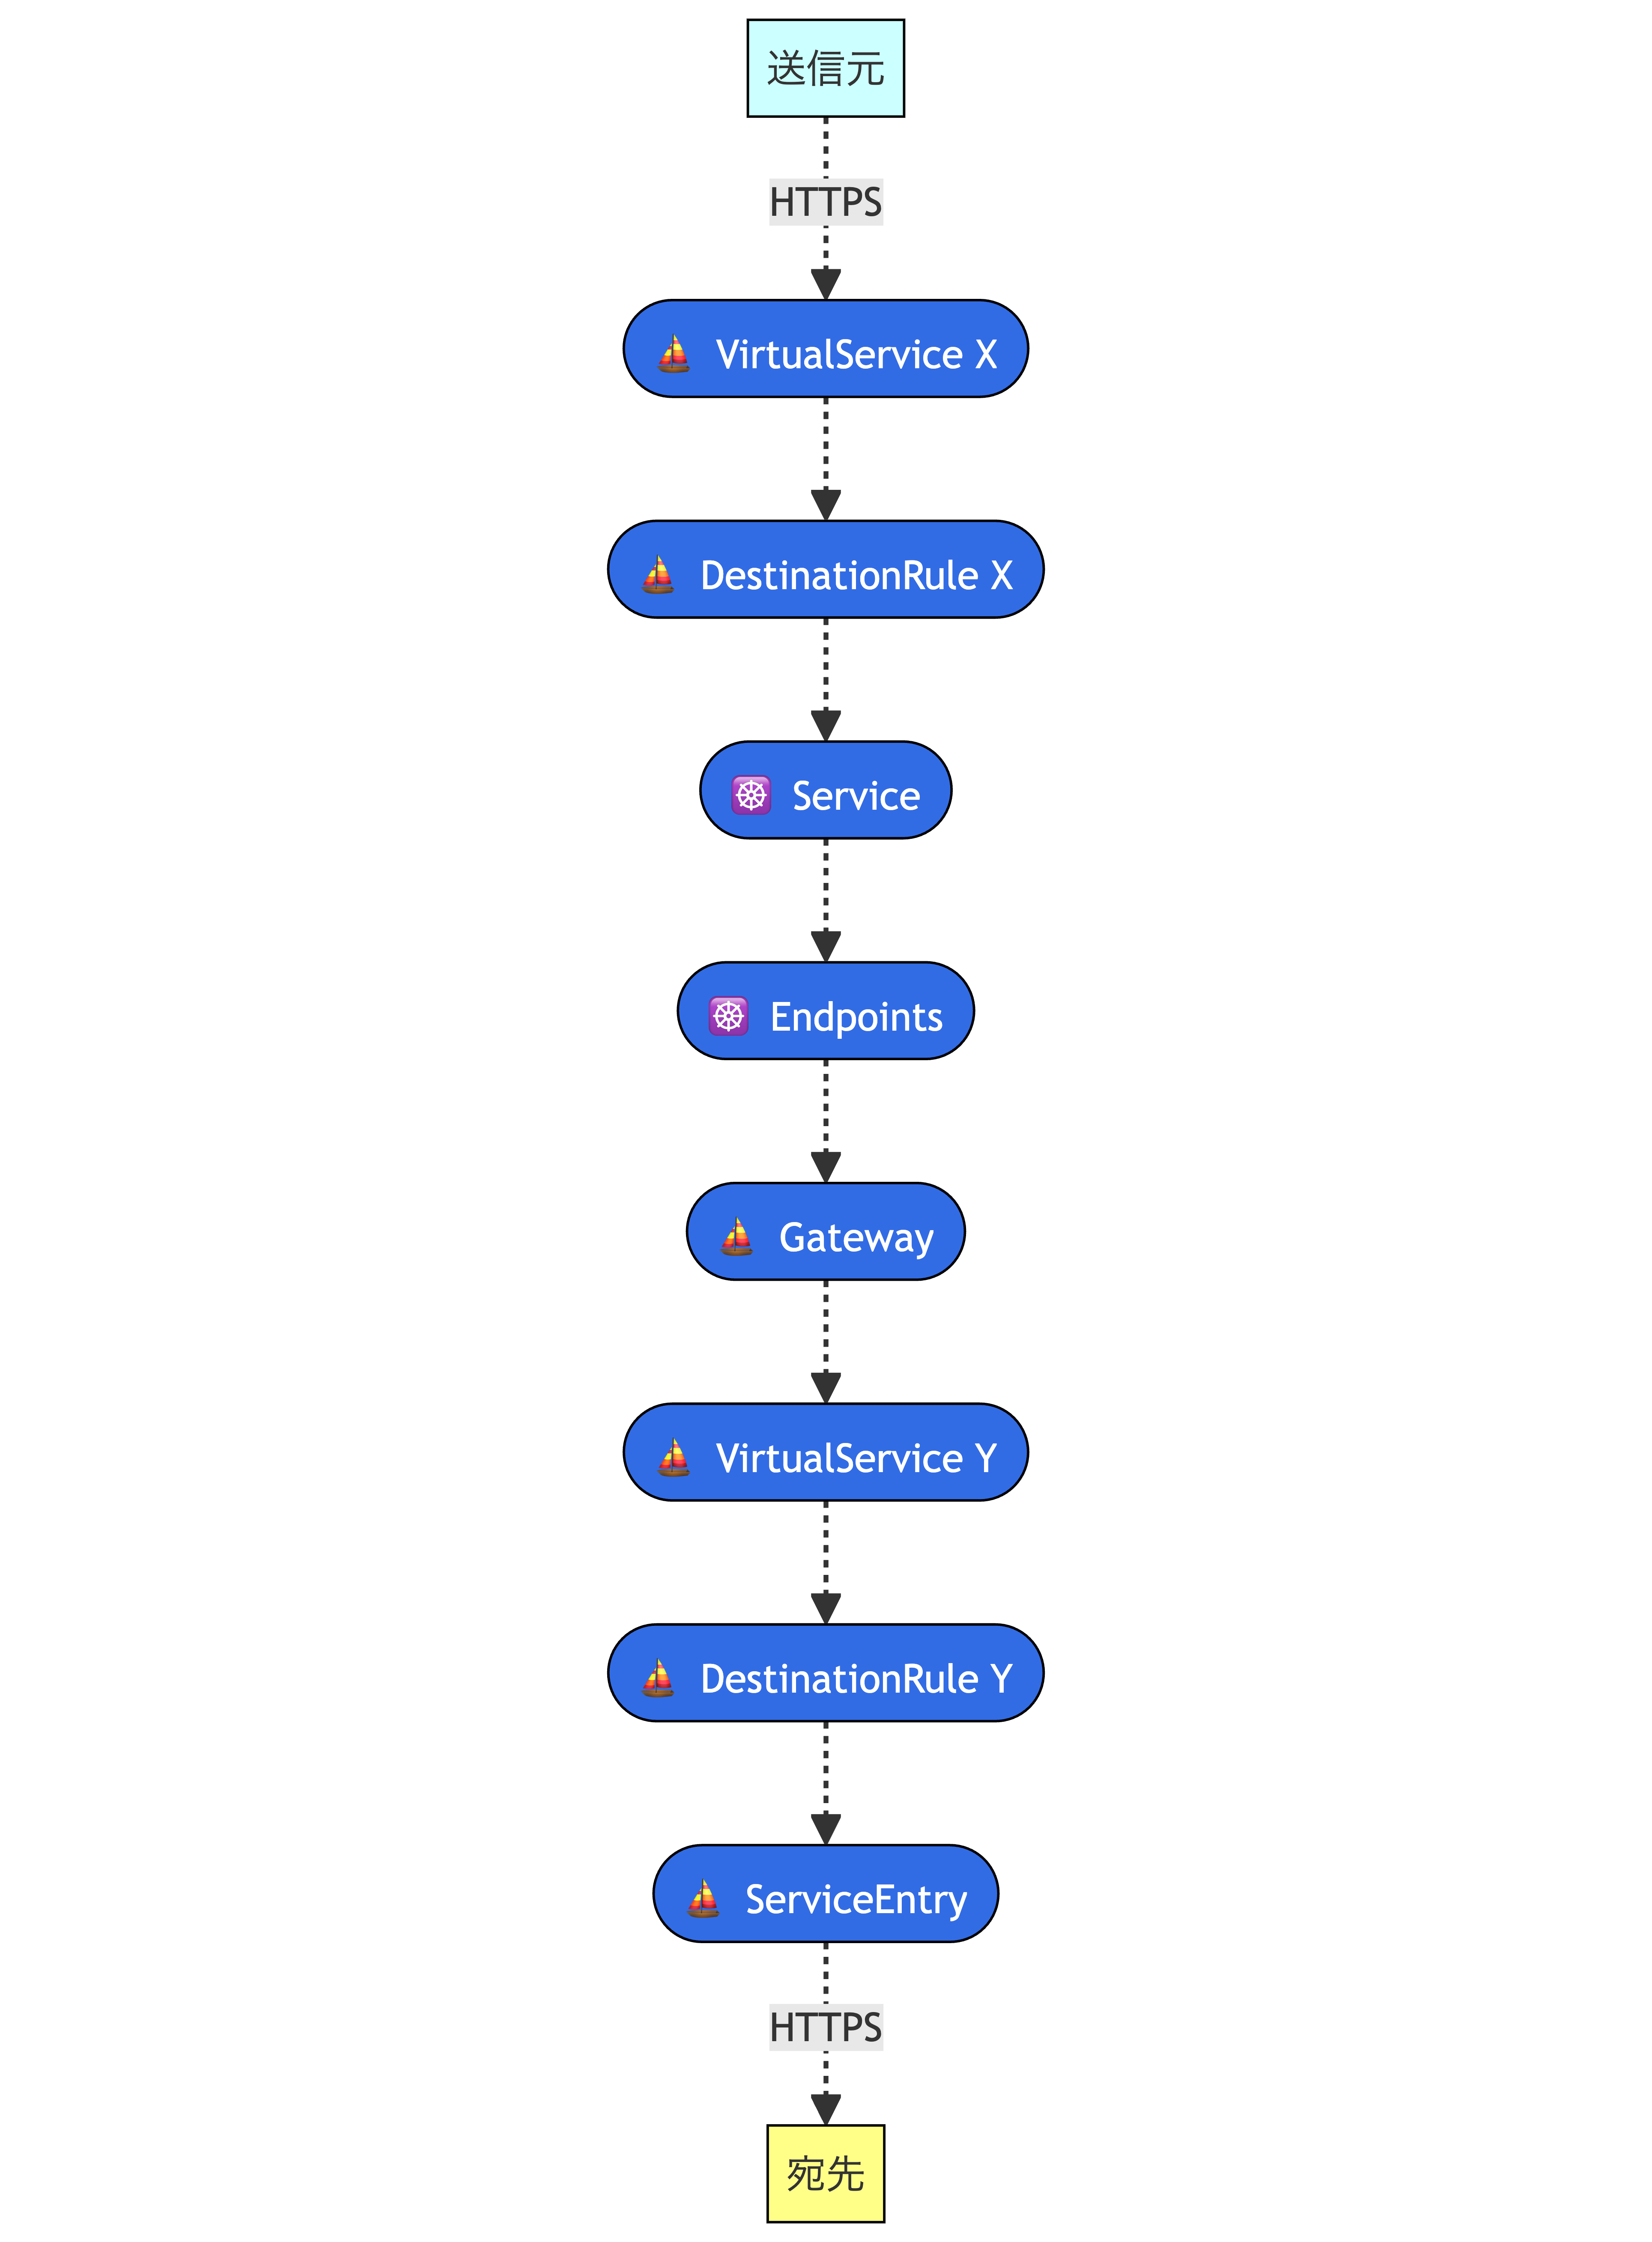 送信元
HTTPS
⛵️ VirtualService X
⛵️ DestinationRule X
☸️ Service
☸️ Endpoints
⛵️ Gateway
⛵️ VirtualService Y
⛵️ DestinationRule Y
⛵️ ServiceEntry
HTTPS
宛先